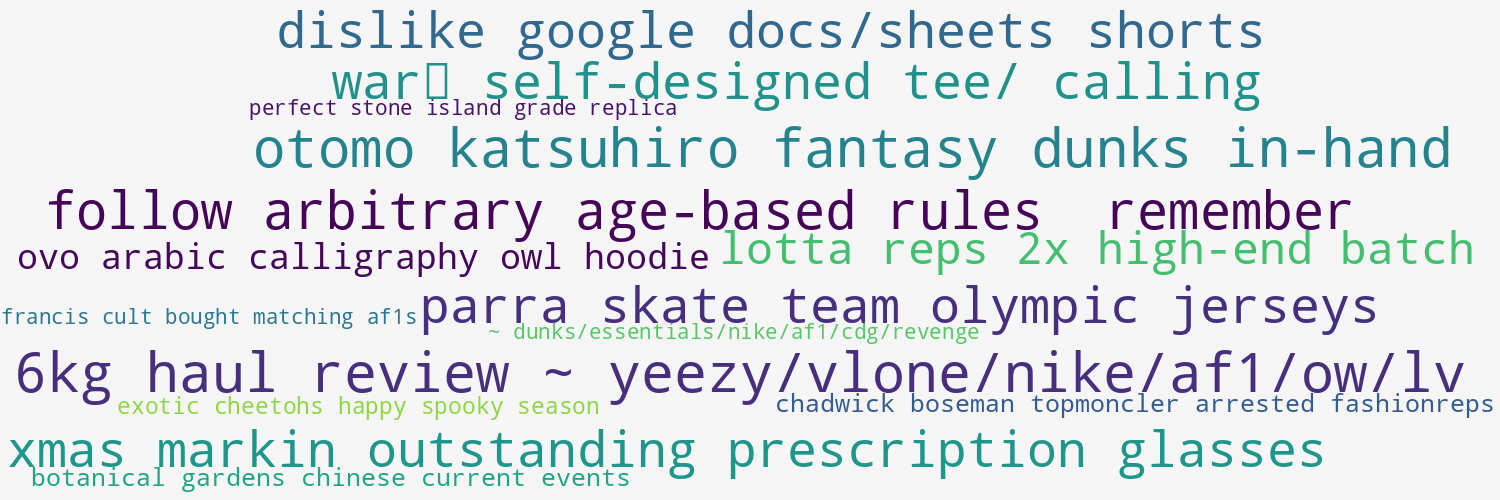 dislike google docs/sheets shorts
war▯ self-designed tee/ calling
perfect stone island grade replica
otomo katsuhiro fantasy dunks in-hand
follow arbitrary age-based rules  remember
ovo arabic calligraphy owl hoodie
lotta reps 2x high-end batch
parra skate team olympic jerseys
francis cult bought matching af1s
~ dunks/essentials/nike/af1/cdg/revenge
6kg haul review ~ yeezy/vlone/nike/af1/ow/lv
exotic cheetohs happy spooky season
chadwick boseman topmoncler arrested fashionreps
xmas markin outstanding prescription glasses
botanical gardens chinese current events